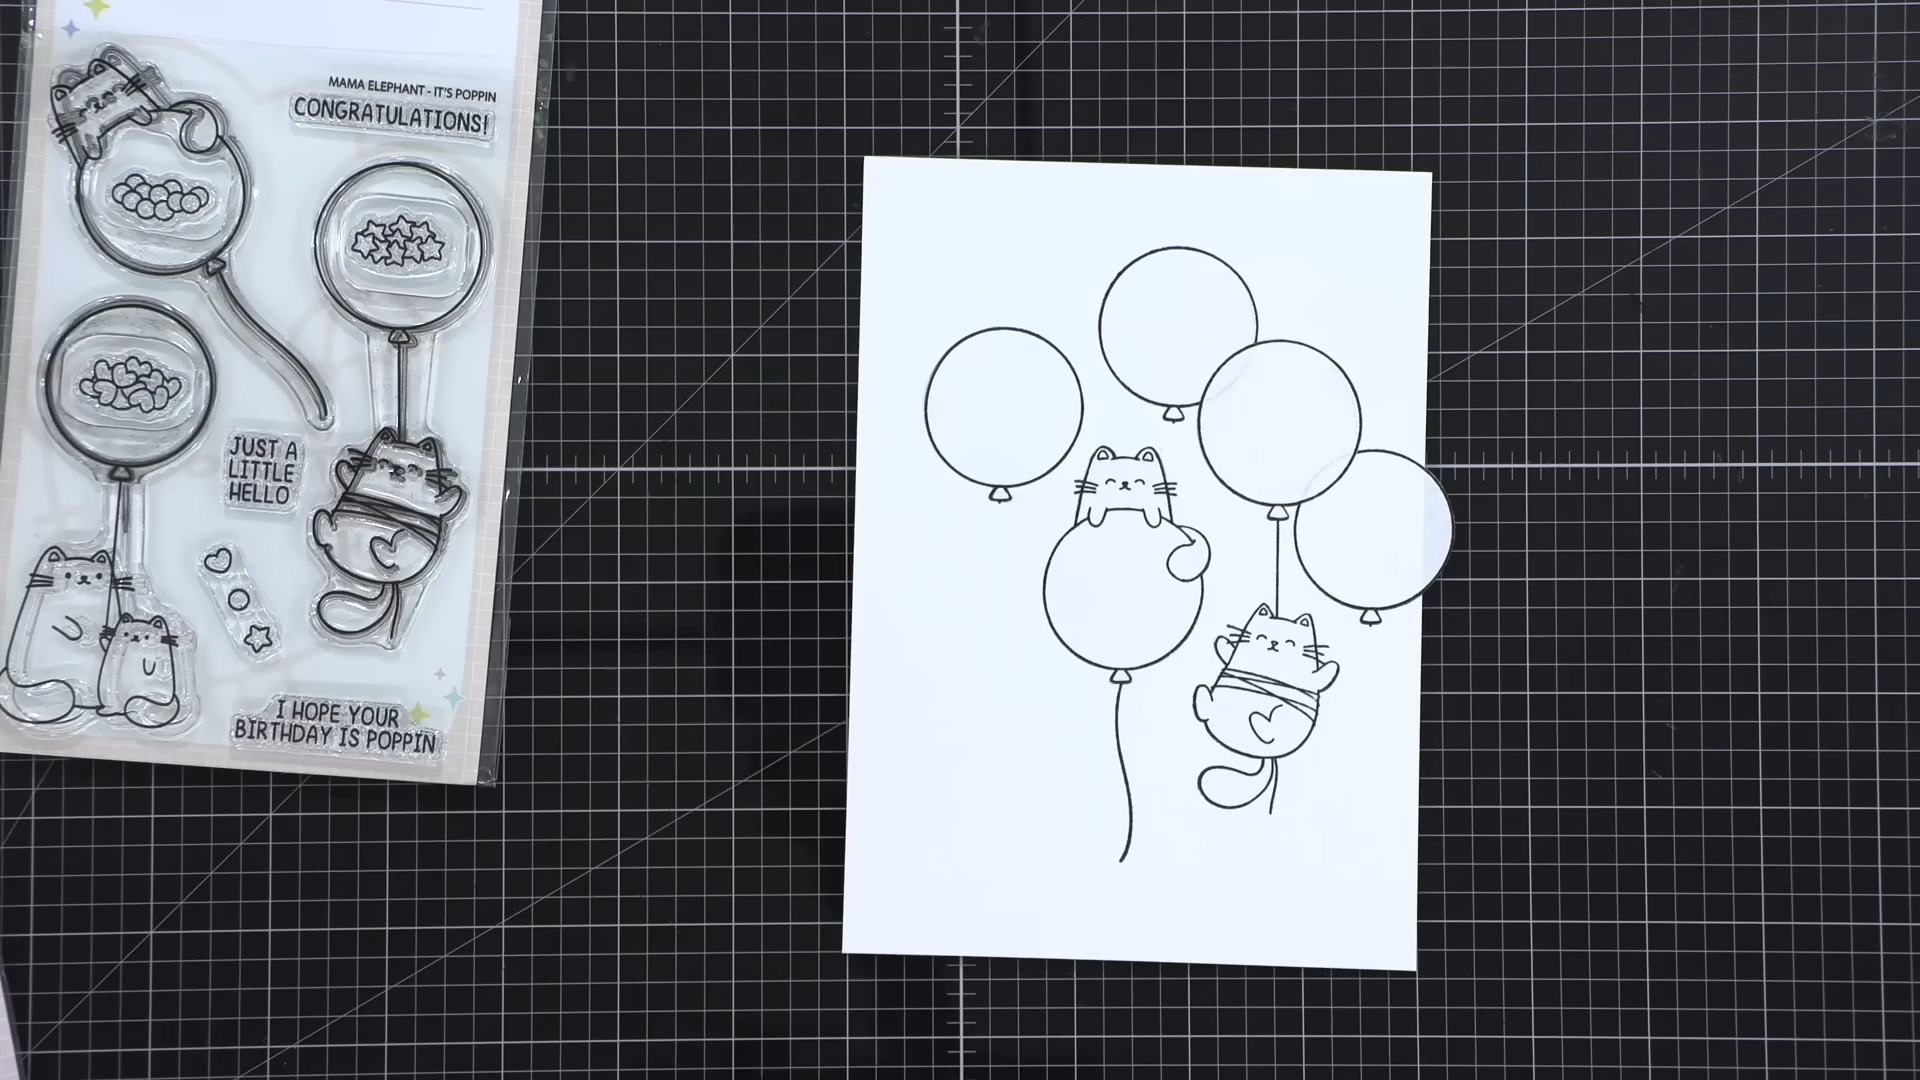 MAMA ELEPHANT - IT'S POPPIN
CONGRATULATIONS!
JUST A
LITTLE
HELLO
I HOPE YOUR
BIRTHDAY IS POPPIN